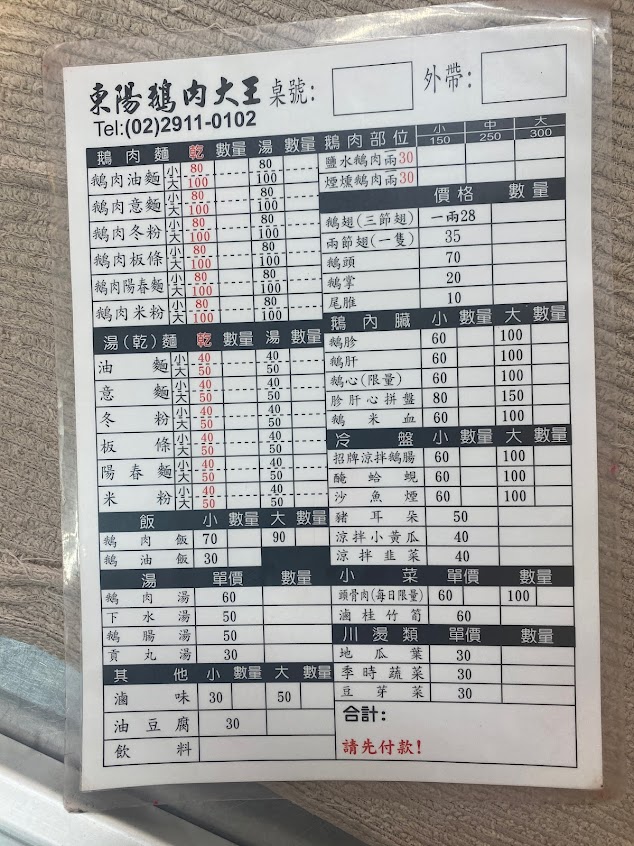 東陽鵝肉大王 桌號： 外帶：
Tel:(02)2911-0102
鵝肉麵 乾 數量 湯 數量
鵝肉油麵 小 80 80
大 100 100
鵝肉意麵 小 80 80
大 100 100
鵝肉冬粉 小 80 80
大 100 100
鵝肉板條 小 80 80
大 100 100
鵝肉陽春麵 小 80 80
大 100 100
鵝肉米粉 小 80 80
大 100 100
湯(乾)麵 乾 數量 湯 數量
油麵 小 40 40
大 50 50
意麵 小 40 40
大 50 50
冬粉 小 40 40
大 50 50
板條 小 40 40
大 50 50
陽春麵 小 40 40
大 50 50
米粉 小 40 40
大 50 50
飯 小 數量 大 數量
鵝肉飯 70 90
鵝油飯 30
湯 單價 數量
鵝肉湯 60
下水湯 50
鵝腸湯 50
貢丸湯 30
其他 小 數量 大 數量
滷味 30 50
油豆腐 30
飲料
鵝肉部位 小 中 大
150 250 300
鹽水鵝肉兩30
煙燻鵝肉兩30
價格 數量
鵝翅(三節翅) 一兩28
兩節翅(一隻) 35
鵝頭 70
鵝掌 20
尾脽 10
鵝內臟 小 數量 大 數量
鵝胗 60 100
鵝肝 60 100
鵝心(限量) 60 100
胗肝心拼盤 80 150
鵝米血 60 100
冷盤 小 數量 大 數量
招牌涼拌鵝腸 60 100
醃蛤蜆 60 100
沙魚煙 60 100
豬耳朵 50
涼拌小黃瓜 40
涼拌韭菜 40
小菜 單價 數量
頭骨肉(每日限量) 60 100
滷桂竹筍 60
川燙類 單價 數量
地瓜葉 30
季時蔬菜 30
豆芽菜 30
合計：
請先付款！